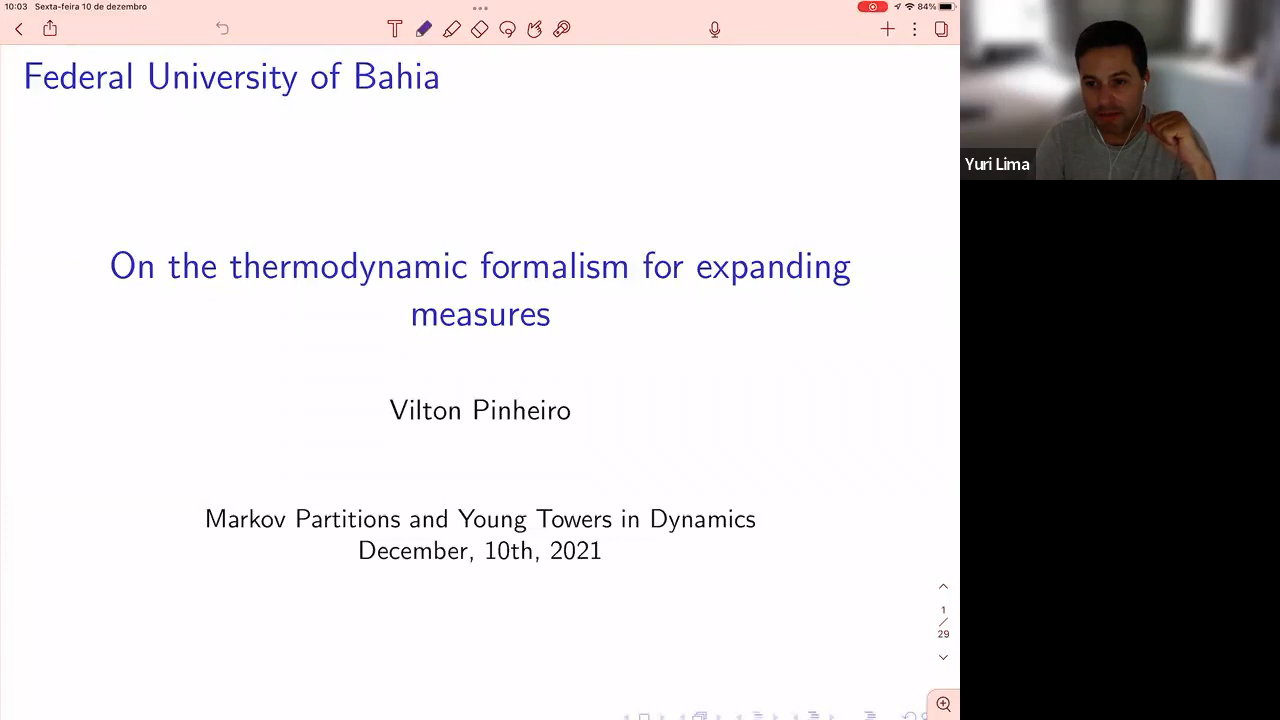 10:03 Sexta-feira 10 de dezembro
84%
Federal University of Bahia
On the thermodynamic formalism for expanding
measures
Vilton Pinheiro
Markov Partitions and Young Towers in Dynamics
December, 10th, 2021
1
/
29
Yuri Lima